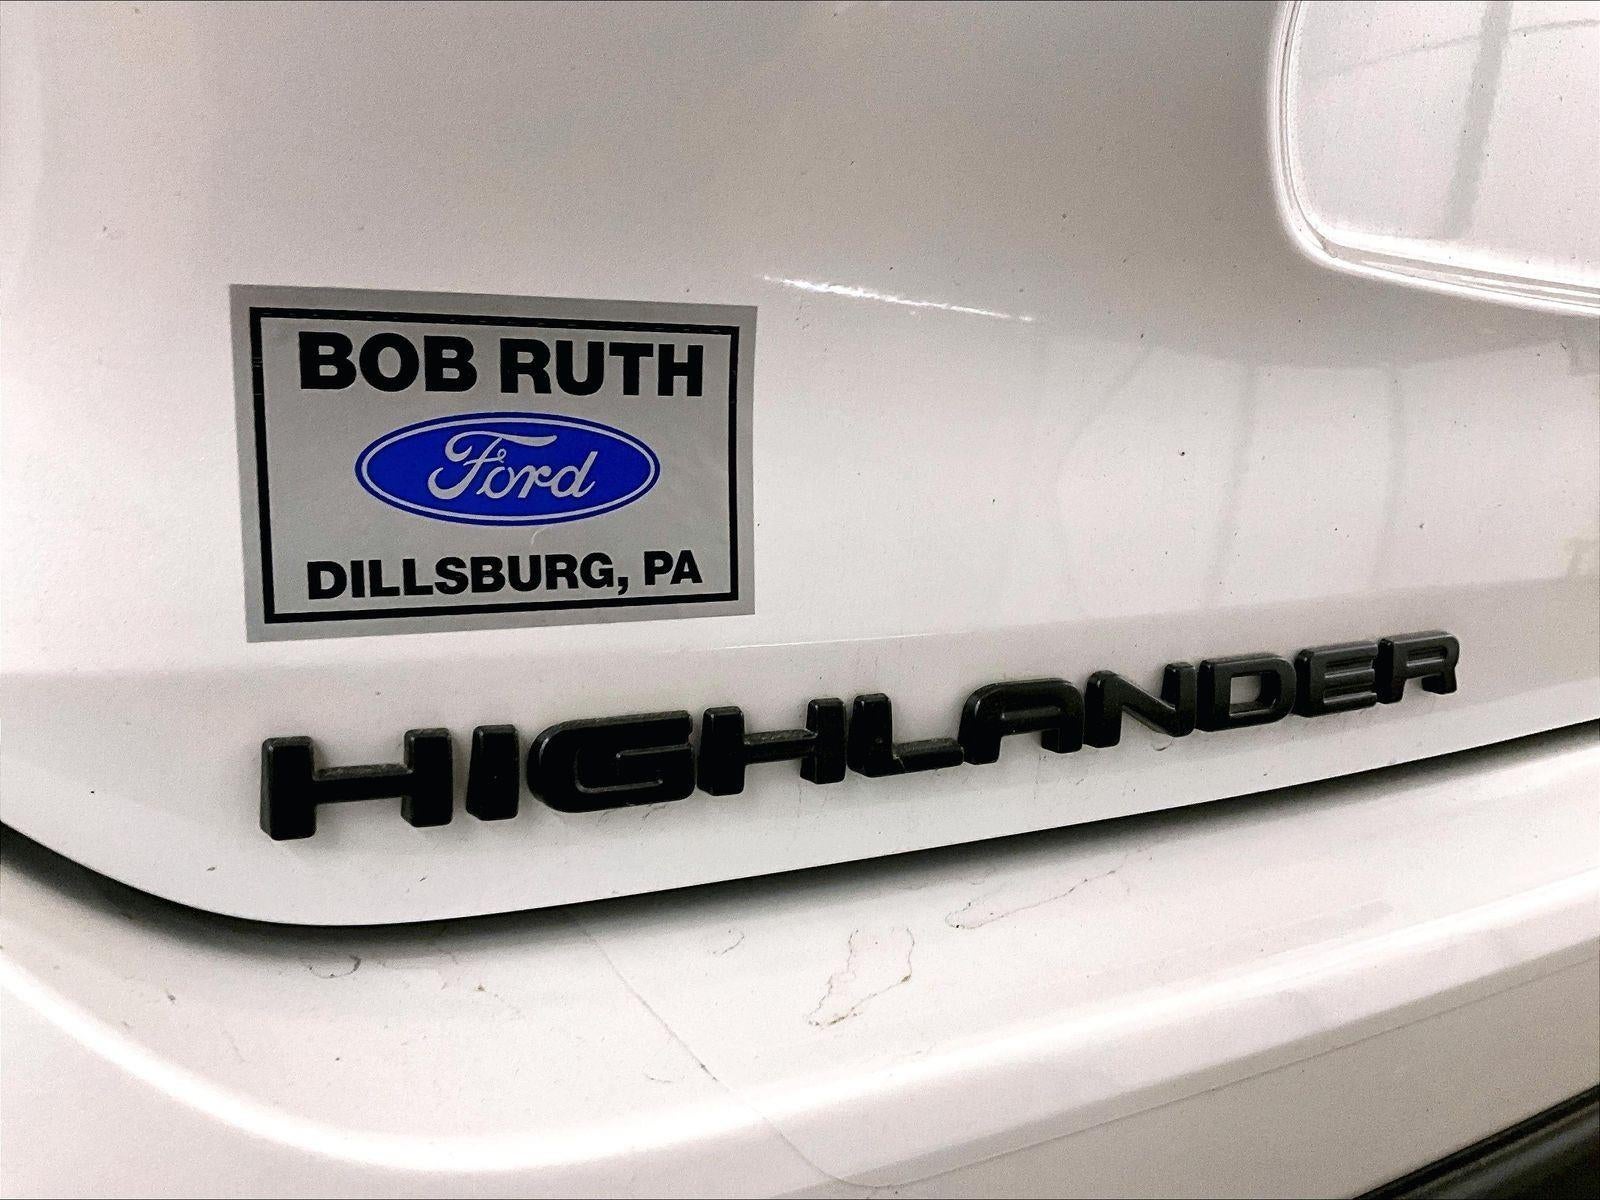 BOB RUTH
Ford
DILLSBURG, PA
HIGHLANDER